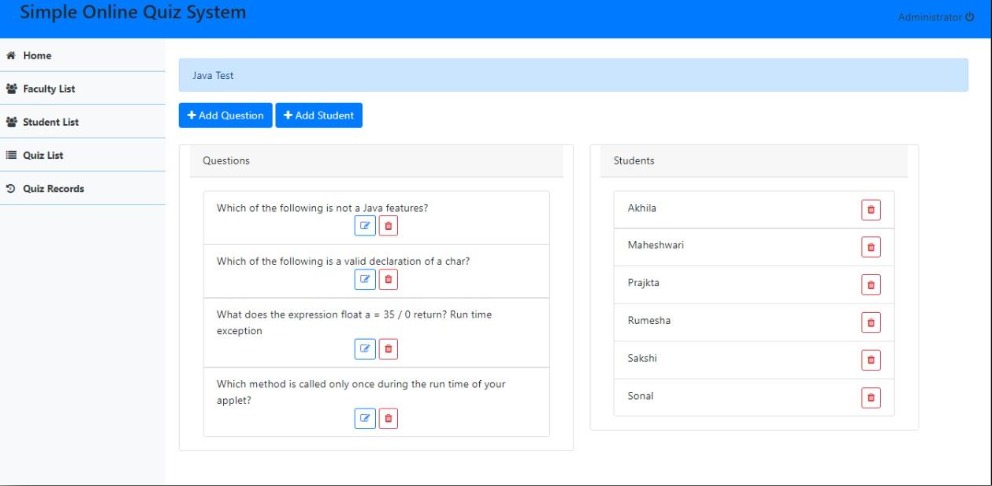 Simple Online Quiz System
Administrator
Home
Faculty List
Student List
Quiz List
Quiz Records
Java Test
+ Add Question
+ Add Student
Questions
Which of the following is not a Java features?
Which of the following is a valid declaration of a char?
What does the expression float a = 35 / 0 return? Run time
exception
Which method is called only once during the run time of your
applet?
Students
Akhila
Maheshwari
Prajkta
Rumesha
Sakshi
Sonal